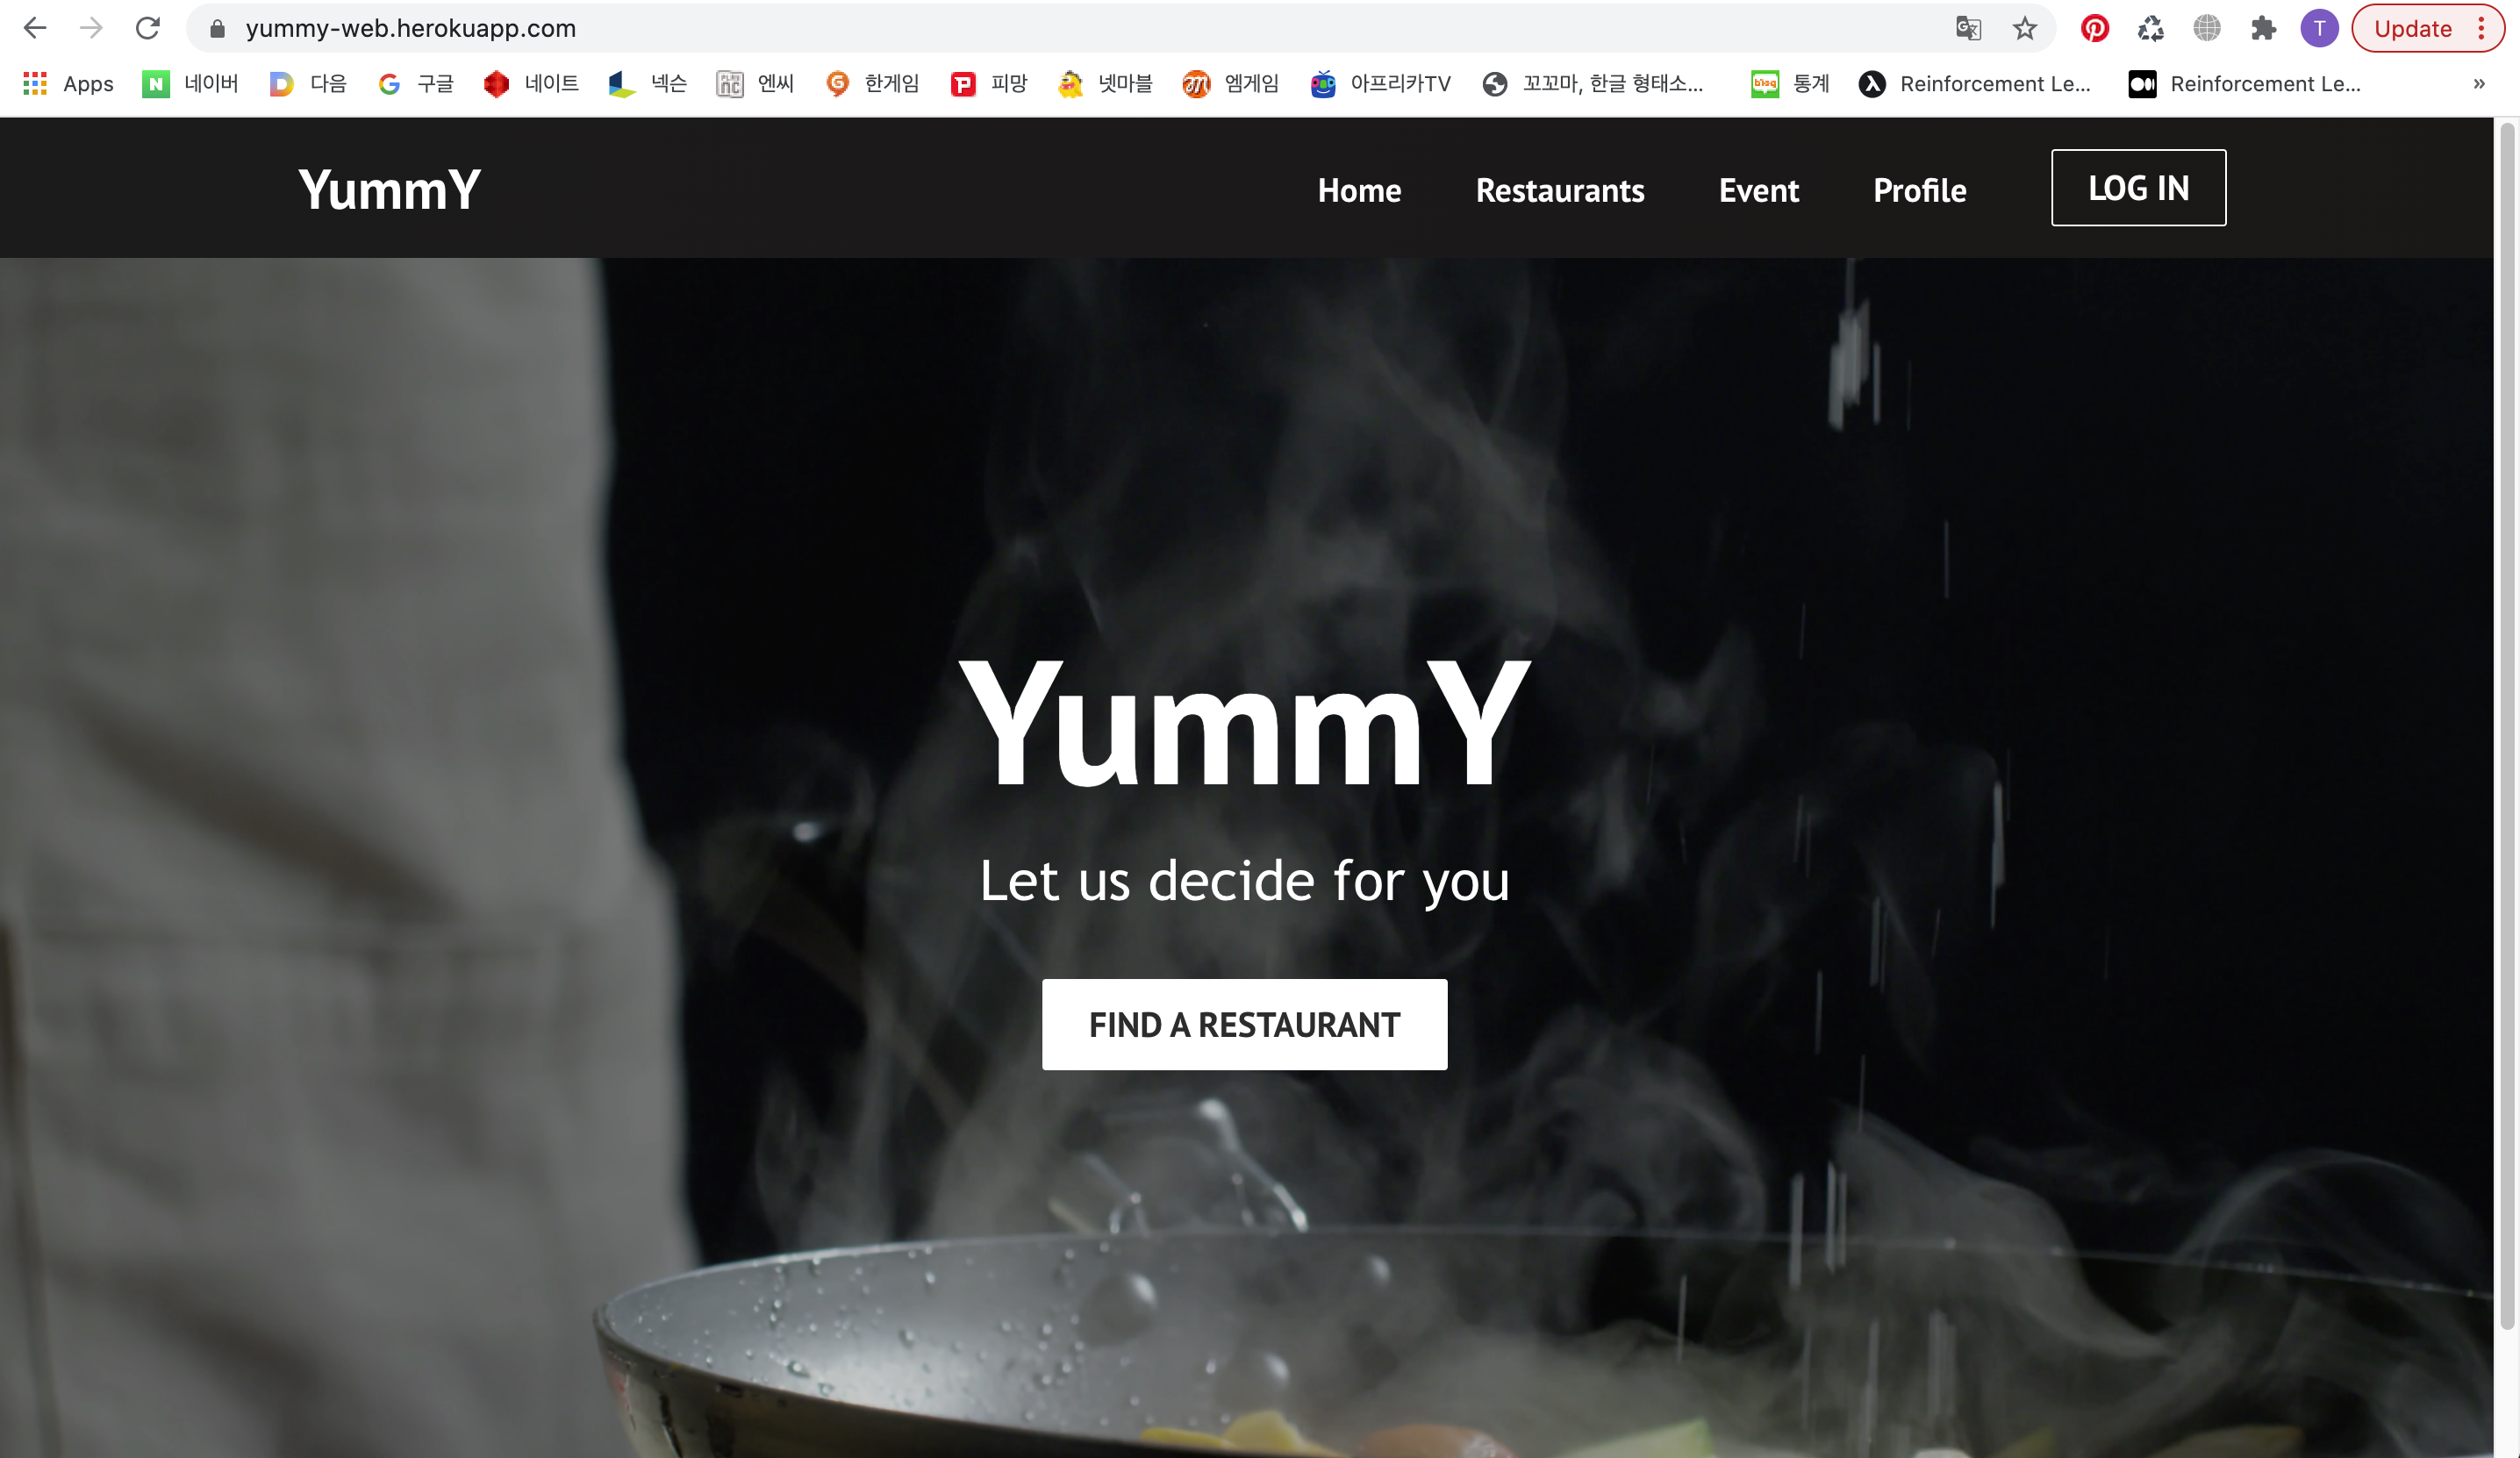 yummy-web.herokuapp.com
T
Update
Apps
네이버
다음
구글
네이트
넥슨
엔씨
한게임
피망
넷마블
엠게임
아프리카TV
꼬꼬마, 한글 형태소...
통계
Reinforcement Le...
Reinforcement Le...
»
YummY
Home
Restaurants
Event
Profile
LOG IN
YummY
Let us decide for you
FIND A RESTAURANT